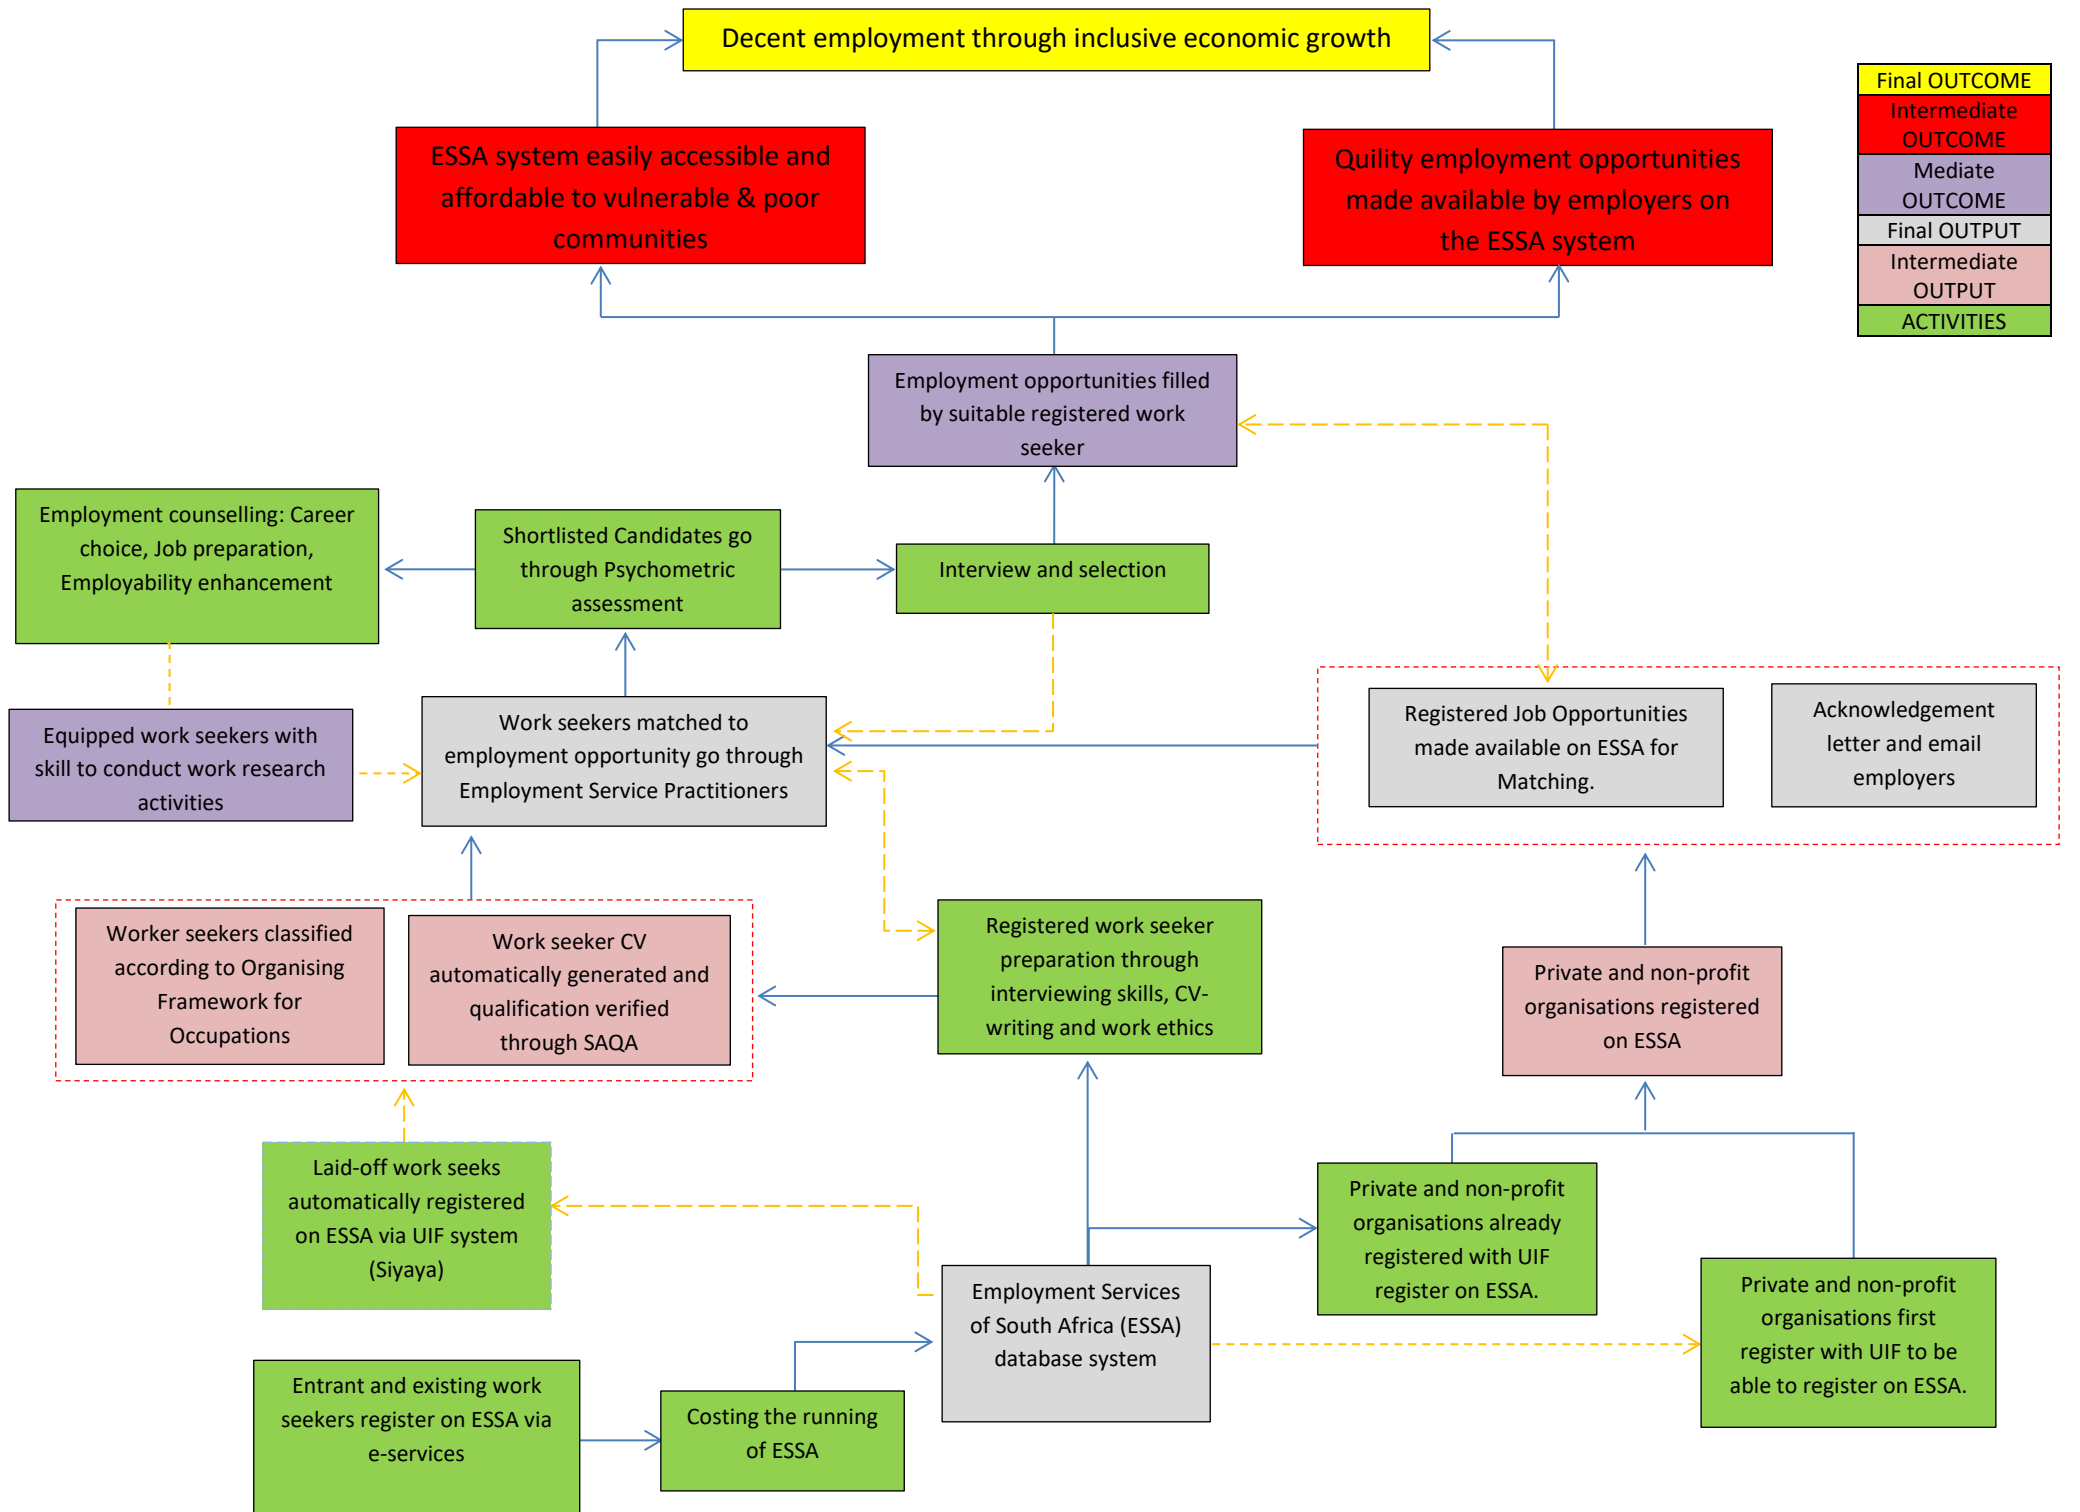 Decent employment through inclusive economic growth
Final OUTCOME
Intermediate
OUTCOME
Mediate
OUTCOME
Final OUTPUT
Intermediate
OUTPUT
ACTIVITIES
ESSA system easily accessible and
affordable to vulnerable & poor
communities
Quility employment opportunities
made available by employers on
the ESSA system
Employment opportunities filled
by suitable registered work
seeker
Employment counselling: Career
choice, Job preparation,
Employability enhancement
Shortlisted Candidates go
through Psychometric
assessment
Interview and selection
Equipped work seekers with
skill to conduct work research
activities
Work seekers matched to
employment opportunity go through
Employment Service Practitioners
Registered Job Opportunities
made available on ESSA for
Matching.
Acknowledgement
letter and email
employers
Worker seekers classified
according to Organising
Framework for
Occupations
Work seeker CV
automatically generated and
qualification verified
through SAQA
Registered work seeker
preparation through
interviewing skills, CV-
writing and work ethics
Private and non-profit
organisations registered
on ESSA
Laid-off work seeks
automatically registered
on ESSA via UIF system
(Siyaya)
Private and non-profit
organisations already
registered with UIF
register on ESSA.
Employment Services
of South Africa (ESSA)
database system
Private and non-profit
organisations first
register with UIF to be
able to register on ESSA.
Entrant and existing work
seekers register on ESSA via
e-services
Costing the running
of ESSA